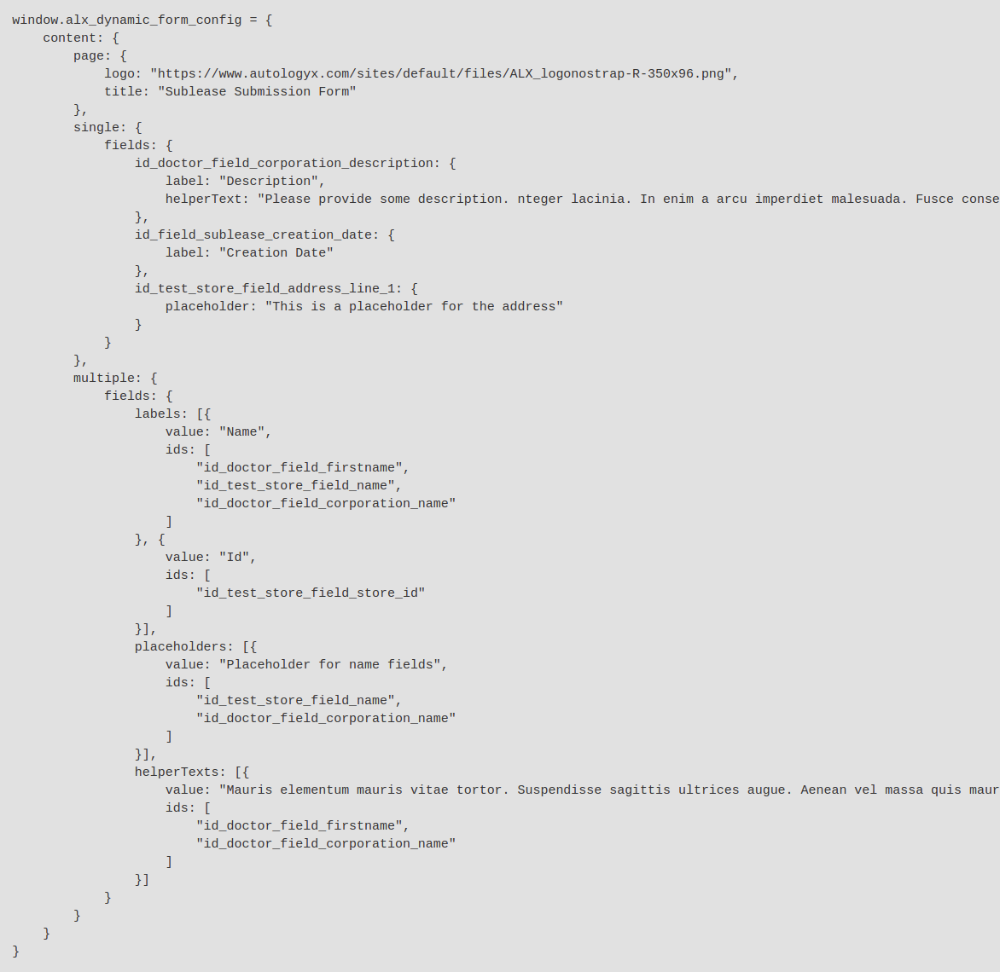 window.alx_dynamic_form_config = {
    content: {
        page: {
            logo: "https://www.autologyx.com/sites/default/files/ALX_logonostrap-R-350x96.png",
            title: "Sublease Submission Form"
        },
        single: {
            fields: {
                id_doctor_field_corporation_description: {
                    label: "Description",
                    helperText: "Please provide some description. nteger lacinia. In enim a arcu imperdiet malesuada. Fusce conse
                },
                id_field_sublease_creation_date: {
                    label: "Creation Date"
                },
                id_test_store_field_address_line_1: {
                    placeholder: "This is a placeholder for the address"
                }
            }
        },
        multiple: {
            fields: {
                labels: [{
                    value: "Name",
                    ids: [
                        "id_doctor_field_firstname",
                        "id_test_store_field_name",
                        "id_doctor_field_corporation_name"
                    ]
                }, {
                    value: "Id",
                    ids: [
                        "id_test_store_field_store_id"
                    ]
                }],
                placeholders: [{
                    value: "Placeholder for name fields",
                    ids: [
                        "id_test_store_field_name",
                        "id_doctor_field_corporation_name"
                    ]
                }],
                helperTexts: [{
                    value: "Mauris elementum mauris vitae tortor. Suspendisse sagittis ultrices augue. Aenean vel massa quis maur
                    ids: [
                        "id_doctor_field_firstname",
                        "id_doctor_field_corporation_name"
                    ]
                }]
            }
        }
    }
}